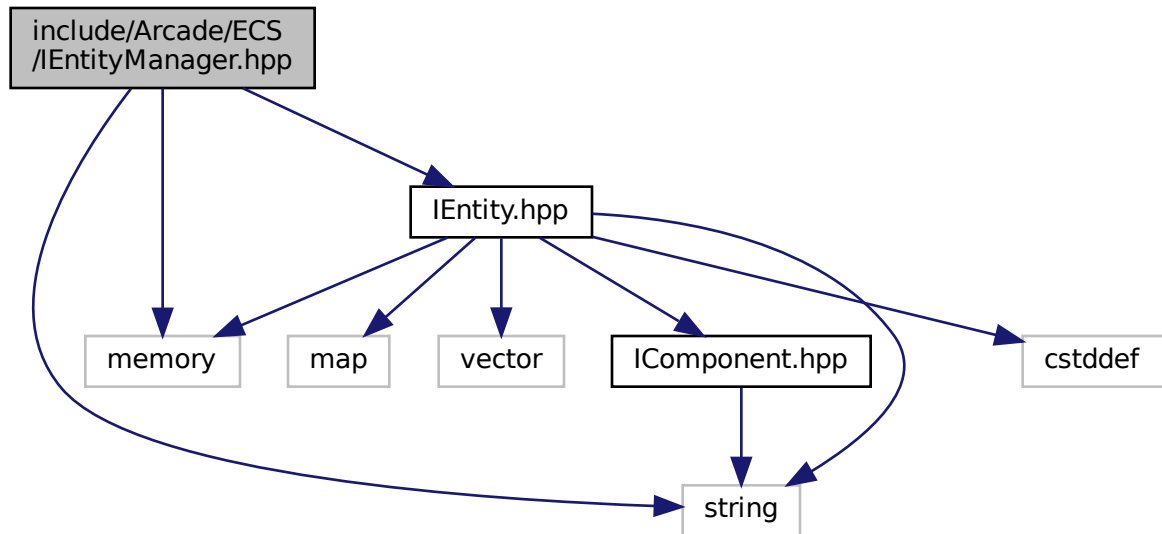 include/Arcade/ECS
/IEntityManager.hpp
IEntity.hpp
memory
map
vector
IComponent.hpp
cstddef
string